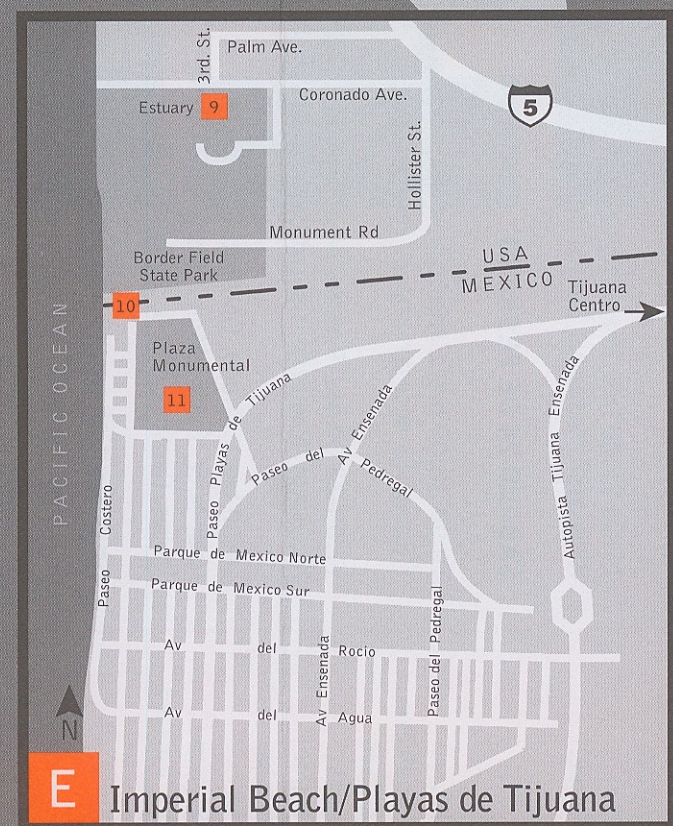 3rd. St.
Palm Ave.
Estuary 9
Coronado Ave.
5
Hollister St.
Monument Rd
Border Field
State Park
USA
MEXICO
Tijuana
Centro
10
PACIFIC OCEAN
Plaza
Monumental
11
Paseo Playas de Tijuana
Av Ensenada
Autopista Tijuana Ensenada
Paseo del Pedregal
Paseo Costero
Parque de Mexico Norte
Parque de Mexico Sur
Av del Rocio
Av Ensenada
Paseo del Pedregal
Av del Agua
N
E Imperial Beach/Playas de Tijuana